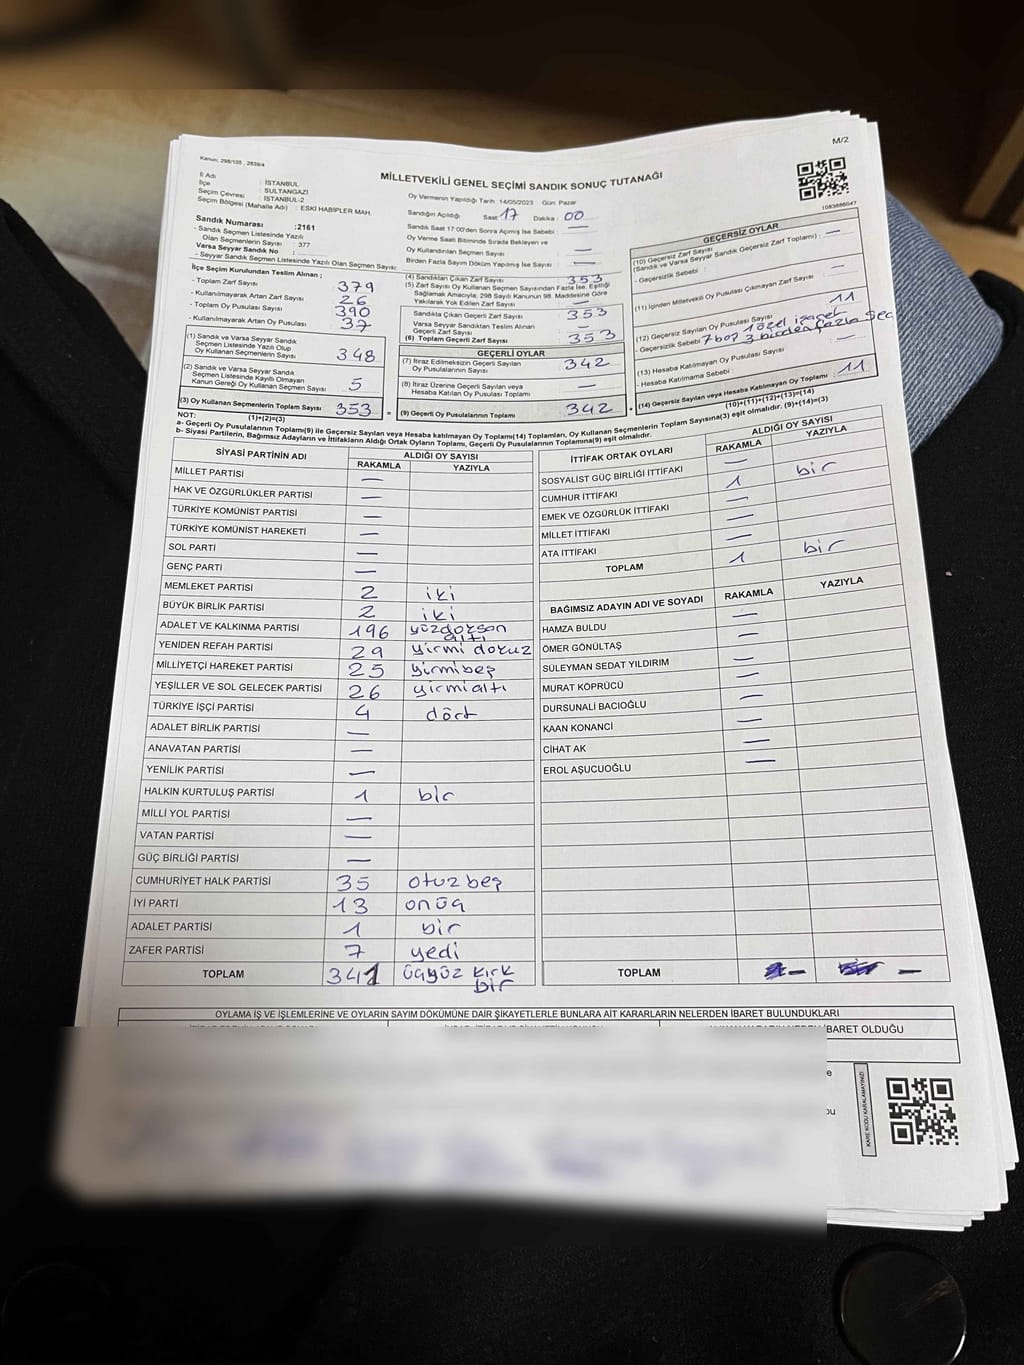 M/2
Kanun: 298/105 , 2839/4
MİLLETVEKİLİ GENEL SEÇİMİ SANDIK SONUÇ TUTANAĞI
1083686047
İl Adı : İSTANBUL
İlçe : SULTANGAZİ
Seçim Çevresi : İSTANBUL-2
Seçim Bölgesi (Mahalle Adı) : ESKİ HABİPLER MAH.
Sandık Numarası :2161
- Sandık Seçmen Listesinde Yazılı
Olan Seçmenlerin Sayısı : 377
Varsa Seyyar Sandık No :
- Seyyar Sandık Seçmen Listesinde Yazılı Olan Seçmen Sayısı:
İlçe Seçim Kurulundan Teslim Alınan ;
- Toplam Zarf Sayısı 379
- Kullanılmayarak Artan Zarf Sayısı 26
- Toplam Oy Pusulası Sayısı 390
- Kullanılmayarak Artan Oy Pusulası 37
(1) Sandık ve Varsa Seyyar Sandık
Seçmen Listesinde Yazılı Olup
Oy Kullanan Seçmenlerin Sayısı 348
(2) Sandık ve Varsa Seyyar Sandık
Seçmen Listesinde Kayıtlı Olmayan
Kanun Gereği Oy Kullanan Seçmen Sayısı 5
(3) Oy Kullanan Seçmenlerin Toplam Sayısı 353 =
(1)+(2)=(3)
Oy Vermenin Yapıldığı Tarih :14/05/2023 Gün: Pazar
Sandığın Açıldığı Saat 17 Dakika : 00
Sandık Saat 17:00'den Sonra Açılmış İse Sebebi : —
Oy Verme Saati Bitiminde Sırada Bekleyen ve
Oy Kullandırılan Seçmen Sayısı —
Birden Fazla Sayım Döküm Yapılmış İse Sayısı : —
(4) Sandıktan Çıkan Zarf Sayısı 353
(5) Zarf Sayısı Oy Kullanan Seçmen Sayısından Fazla İse, Eşitliği
Sağlamak Amacıyla, 298 Sayılı Kanunun 98. Maddesine Göre
Yakılarak Yok Edilen Zarf Sayısı —
Sandıkta Çıkan Geçerli Zarf Sayısı 353
Varsa Seyyar Sandıktan Teslim Alınan
Geçerli Zarf Sayısı —
(6) Toplam Geçerli Zarf Sayısı 353
GEÇERLİ OYLAR
(7) İtiraz Edilmeksizin Geçerli Sayılan
Oy Pusulalarının Sayısı 342
(8) İtiraz Üzerine Geçerli Sayılan veya
Hesaba Katılan Oy Pusulası Toplamı —
(9) Geçerli Oy Pusulalarının Toplamı 342 +
GEÇERSİZ OYLAR
(10) Geçersiz Zarf Sayısı
(Sandık ve Varsa Seyyar Sandık Geçersiz Zarf Toplamı) : —
- Geçersizlik Sebebi :
(11) İçinden Milletvekili Oy Pusulası Çıkmayan Zarf Sayısı —
(12) Geçersiz Sayılan Oy Pusulası Sayısı 11
- Geçersizlik Sebebi 7 boş 1 özel işaret 3 birden fazla Seç
(13) Hesaba Katılmayan Oy Pusulası Sayısı —
- Hesaba Katılmama Sebebi :
(14) Geçersiz Sayılan veya Hesaba Katılmayan Oy Toplamı : 11
(10)+(11)+(12)+(13)=(14)
NOT:
a- Geçerli Oy Pusulalarının Toplamı(9) ile Geçersiz Sayılan veya Hesaba katılmayan Oy Toplamı(14) Toplamları, Oy Kullanan Seçmenlerin Toplam Sayısına(3) eşit olmalıdır. (9)+(14)=(3)
b- Siyasi Partilerin, Bağımsız Adayların ve İttifakların Aldığı Ortak Oyların Toplamı, Geçerli Oy Pusulalarının Toplamına(9) eşit olmalıdır.
SİYASİ PARTİNİN ADI ALDIĞI OY SAYISI
RAKAMLA YAZIYLA
MİLLET PARTİSİ —
HAK VE ÖZGÜRLÜKLER PARTİSİ —
TÜRKİYE KOMÜNİST PARTİSİ —
TÜRKİYE KOMÜNİST HAREKETİ —
SOL PARTİ —
GENÇ PARTİ —
MEMLEKET PARTİSİ 2 iki
BÜYÜK BİRLİK PARTİSİ 2 iki
ADALET VE KALKINMA PARTİSİ 196 yüzdoksan altı
YENİDEN REFAH PARTİSİ 29 yirmi dokuz
MİLLİYETÇİ HAREKET PARTİSİ 25 yirmibeş
YEŞİLLER VE SOL GELECEK PARTİSİ 26 yirmialtı
TÜRKİYE İŞÇİ PARTİSİ 4 dört
ADALET BİRLİK PARTİSİ —
ANAVATAN PARTİSİ —
YENİLİK PARTİSİ —
HALKIN KURTULUŞ PARTİSİ 1 bir
MİLLİ YOL PARTİSİ —
VATAN PARTİSİ —
GÜÇ BİRLİĞİ PARTİSİ —
CUMHURİYET HALK PARTİSİ 35 otuz beş
İYİ PARTİ 13 onüç
ADALET PARTİSİ 1 bir
ZAFER PARTİSİ 7 yedi
TOPLAM 341 üçyüz kırk bir
İTTİFAK ORTAK OYLARI ALDIĞI OY SAYISI
RAKAMLA YAZIYLA
SOSYALİST GÜÇ BİRLİĞİ İTTİFAKI —
CUMHUR İTTİFAKI 1 bir
EMEK VE ÖZGÜRLÜK İTTİFAKI —
MİLLET İTTİFAKI —
ATA İTTİFAKI —
TOPLAM 1 bir
BAĞIMSIZ ADAYIN ADI VE SOYADI RAKAMLA YAZIYLA
HAMZA BULDU —
ÖMER GÖNÜLTAŞ —
SÜLEYMAN SEDAT YILDIRIM —
MURAT KÖPRÜCÜ —
DURSUNALİ BACIOĞLU —
KAAN KONANCİ —
CİHAT AK —
EROL AŞUCUOĞLU —
TOPLAM — —
OYLAMA İŞ VE İŞLEMLERİNE VE OYLARIN SAYIM DÖKÜMÜNE DAİR ŞİKAYETLERLE BUNLARA AİT KARARLARIN NELERDEN İBARET BULUNDUKLARI
İBARET OLDUĞU
KARE KODU KARALAMAYINIZ